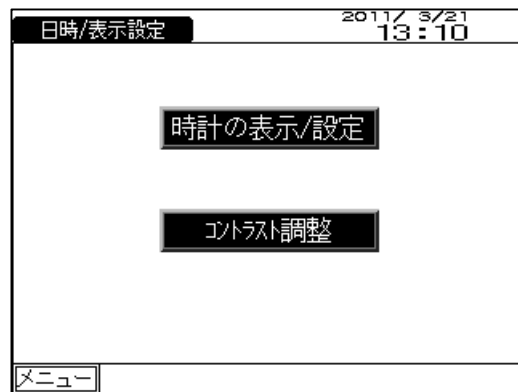 日時/表示設定
2011/ 3/21
13:10
時計の表示/設定
ｺﾝﾄﾗｽﾄ調整
メニュー